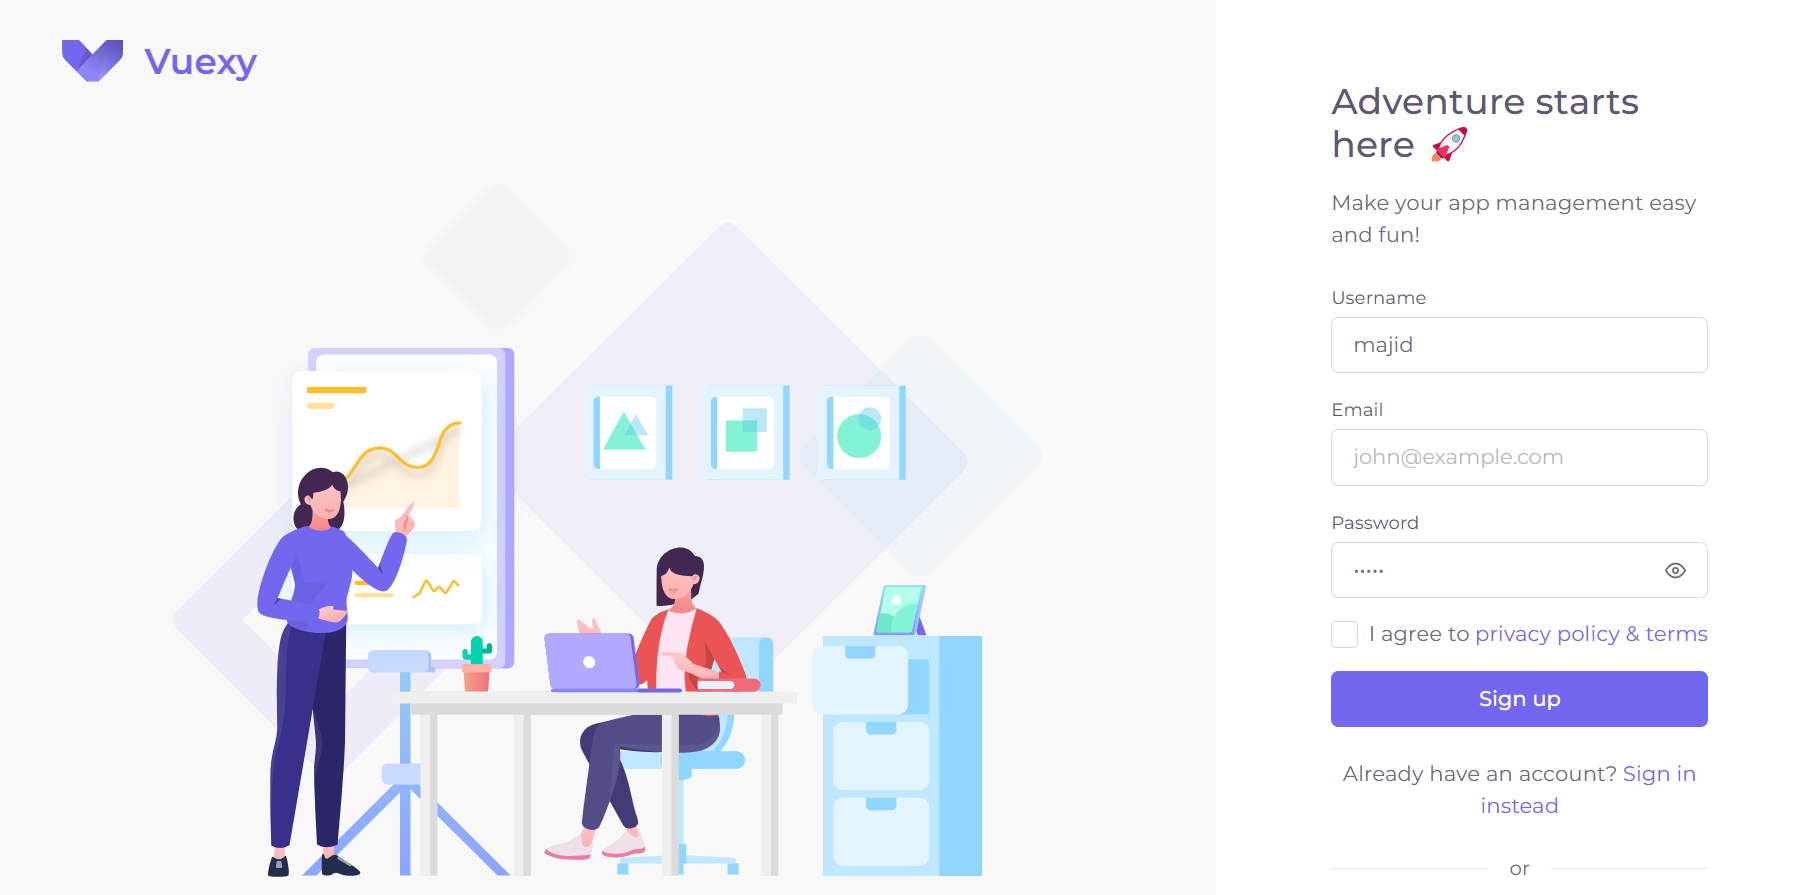 Vuexy
Adventure starts
here 🚀
Make your app management easy
and fun!
Username
majid
Email
john@example.com
Password
•••••
I agree to privacy policy & terms
Sign up
Already have an account? Sign in
instead
or